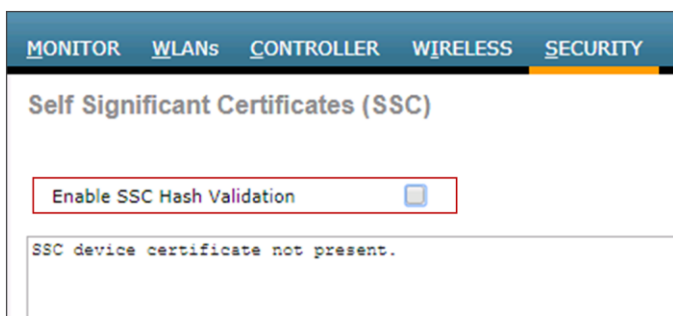 MONITOR WLANs CONTROLLER WIRELESS SECURITY
Self Significant Certificates (SSC)
Enable SSC Hash Validation
SSC device certificate not present.